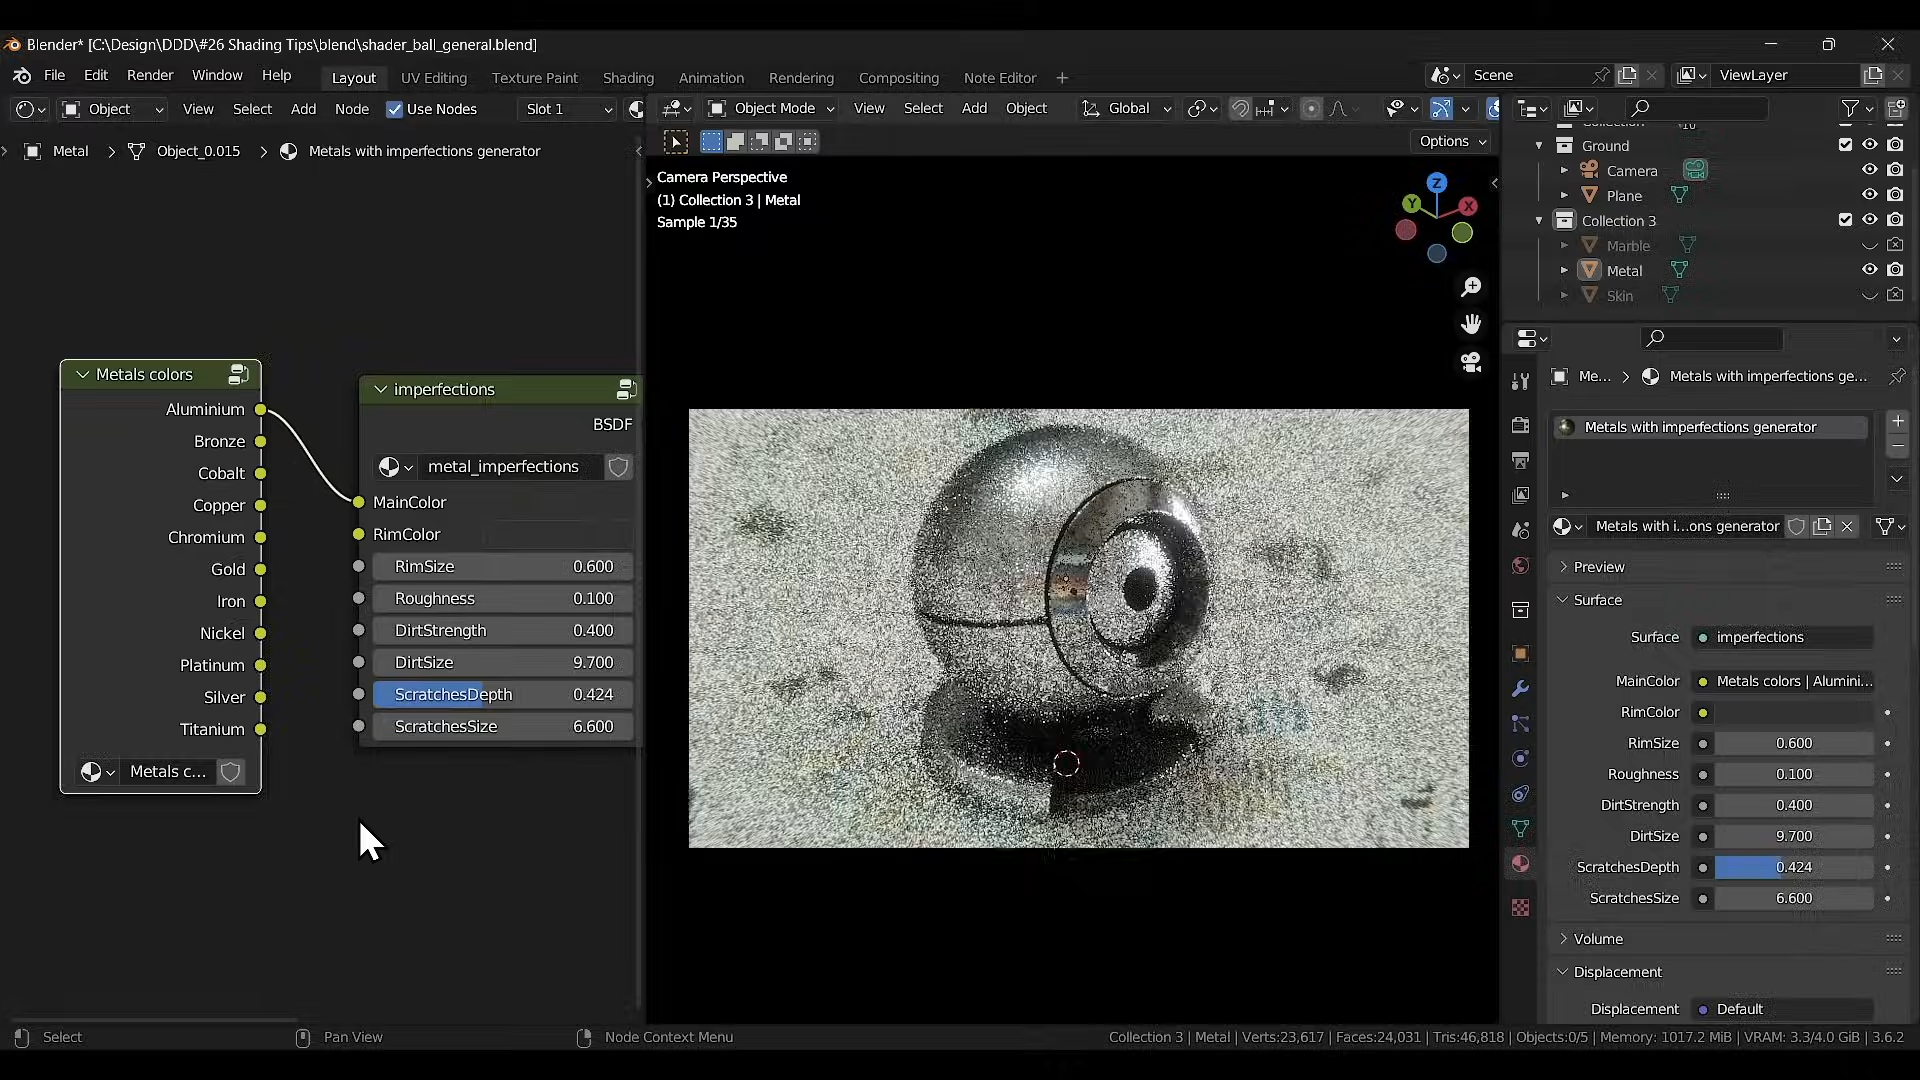 Blender* [C:\Design\DDD\#26 Shading Tips\blend\shader_ball_general.blend]
File Edit Render Window Help Layout UV Editing Texture Paint Shading Animation Rendering Compositing Node Editor + Scene ViewLayer
Object View Select Add Node Use Nodes Slot 1 Object Mode View Select Add Object Global
Options
Metal > Object_0.015 > Metals with imperfections generator
Camera Perspective
(1) Collection 3 | Metal
Sample 1/35
Z
Y
X
Ground
Camera
Plane
Collection 3
Marble
Metal
Skin
Metals colors
Aluminium
Bronze
Cobalt
Copper
Chromium
Gold
Iron
Nickel
Platinum
Silver
Titanium
Metals c...
imperfections
BSDF
metal_imperfections
MainColor
RimColor
RimSize 0.600
Roughness 0.100
DirtStrength 0.400
DirtSize 9.700
ScratchesDepth 0.424
ScratchesSize 6.600
Me... > Metals with imperfections ge...
Metals with imperfections generator
Metals with i...ons generator
Preview
Surface
Surface imperfections
MainColor Metals colors | Alumini...
RimColor
RimSize 0.600
Roughness 0.100
DirtStrength 0.400
DirtSize 9.700
ScratchesDepth 0.424
ScratchesSize 6.600
Volume
Displacement
Displacement Default
Select Pan View Node Context Menu Collection 3 | Metal | Verts:23,617 | Faces:24,031 | Tris:46,818 | Objects:0/5 | Memory: 1017.2 MiB | VRAM: 3.3/4.0 GiB | 3.6.2